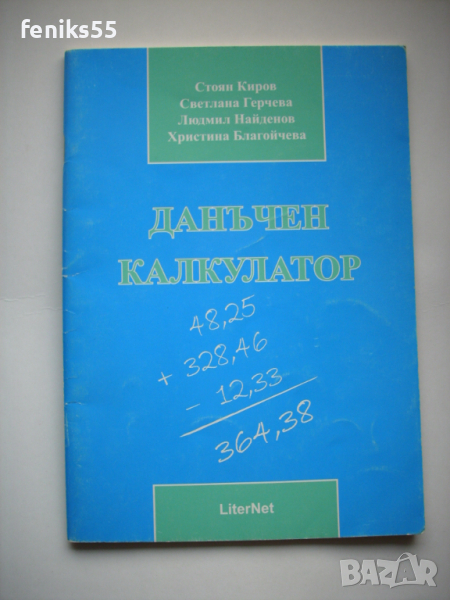 feniks55
Стоян Киров
Светлана Герчева
Людмил Найденов
Христина Благойчева
ДАНЪЧЕН
КАЛКУЛАТОР
48,25
+ 328,46
- 12,33
364,38
LiterNet
BAZAR